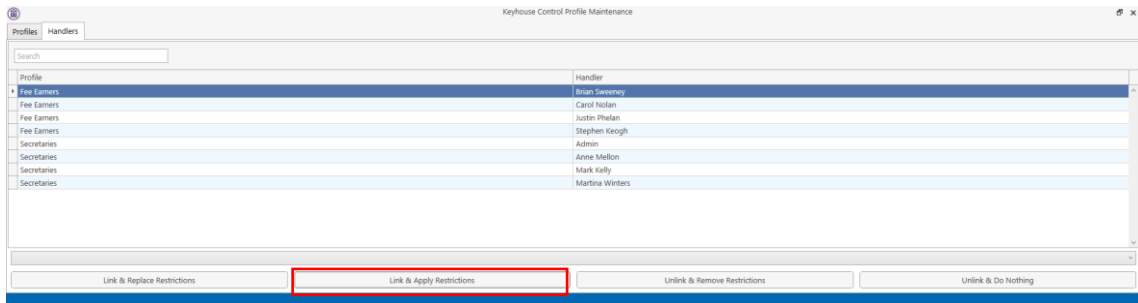 Keyhouse Control Profile Maintenance
Profiles Handlers
Search
Profile Handler
Fee Earners Brian Sweeney
Fee Earners Carol Nolan
Fee Earners Justin Phelan
Fee Earners Stephen Keogh
Secretaries Admin
Secretaries Anne Mellon
Secretaries Mark Kelly
Secretaries Martina Winters
Link & Replace Restrictions Link & Apply Restrictions Unlink & Remove Restrictions Unlink & Do Nothing